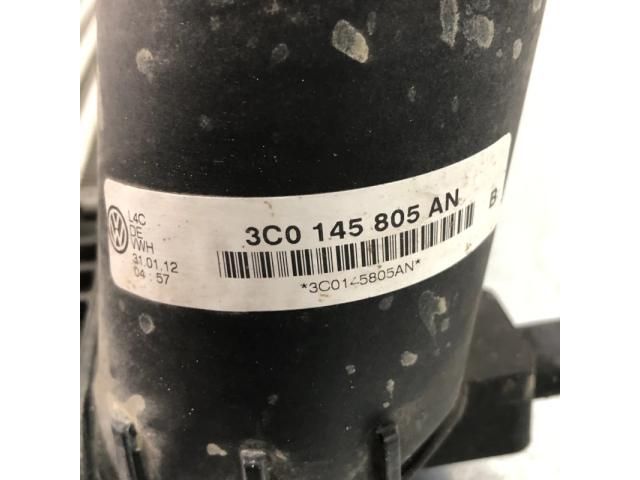 L4C
DE
VWH
31.01.12
04 57
3C0 145 805 AN
B
*3C0145805AN*